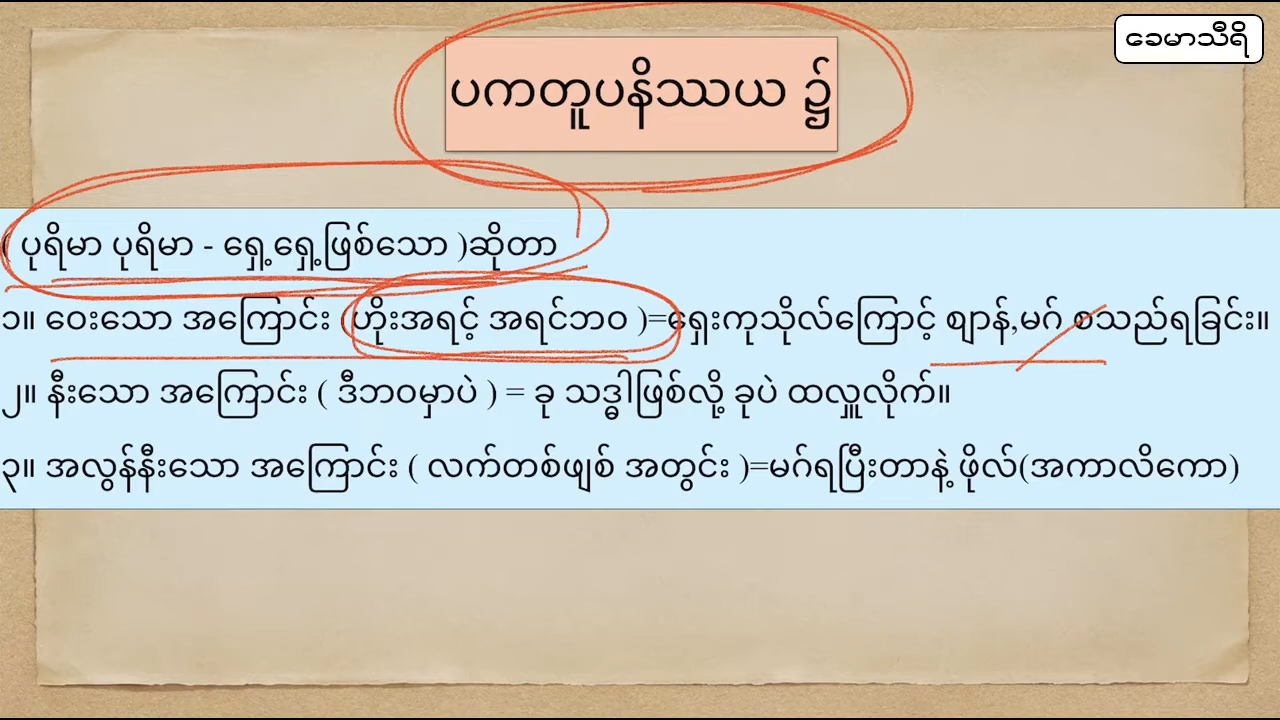 ခေမာသီရိ
ပကတူပနိဿယ ၌
( ပုရိမာ ပုရိမာ - ရှေ့ရှေ့ဖြစ်သော )ဆိုတာ
၁။ ဝေးသော အကြောင်း (ဟိုးအရင့် အရင်ဘဝ )=ရှေးကုသိုလ်ကြောင့် ဈာန်,မဂ် စသည်ရခြင်း။
၂။ နီးသော အကြောင်း ( ဒီဘဝမှာပဲ ) = ခု သဒ္ဓါဖြစ်လို့ ခုပဲ ထလှူလိုက်။
၃။ အလွန်နီးသော အကြောင်း ( လက်တစ်ဖျစ် အတွင်း )=မဂ်ရပြီးတာနဲ့ ဖိုလ်(အကာလိကော)